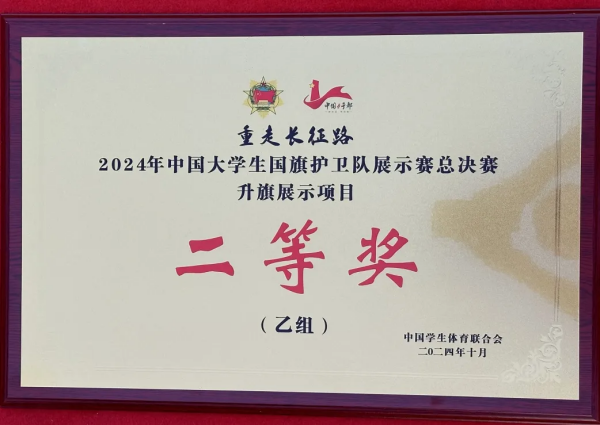 重走长征路
2024年中国大学生国旗护卫队展示赛总决赛
升旗展示项目
二等奖
（乙组）
中国学生体育联合会
二〇二四年十月